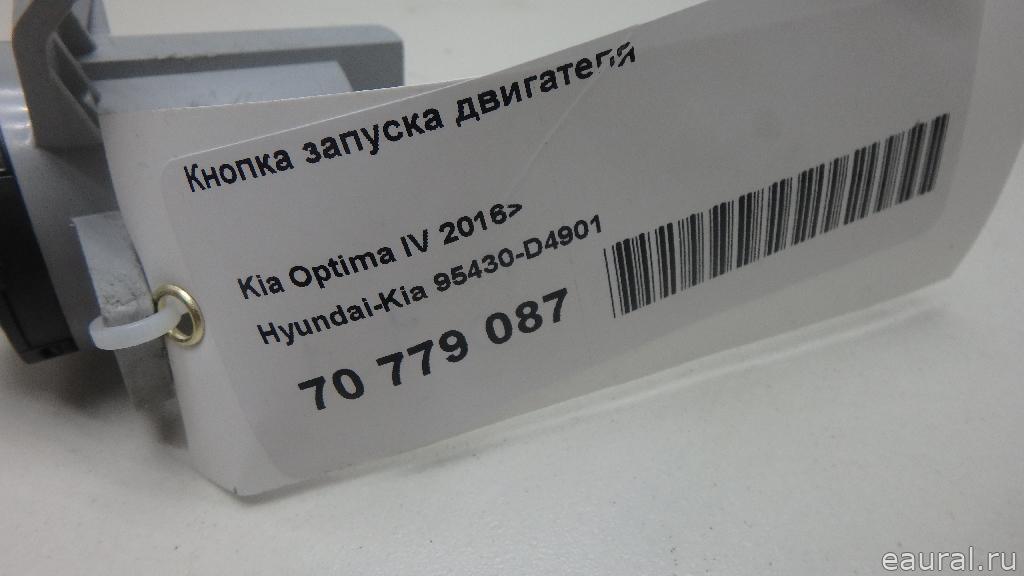 Кнопка запуска двигателя
Kia Optima IV 2016>
Hyundai-Kia 95430-D4901
70 779 087
eaural.ru